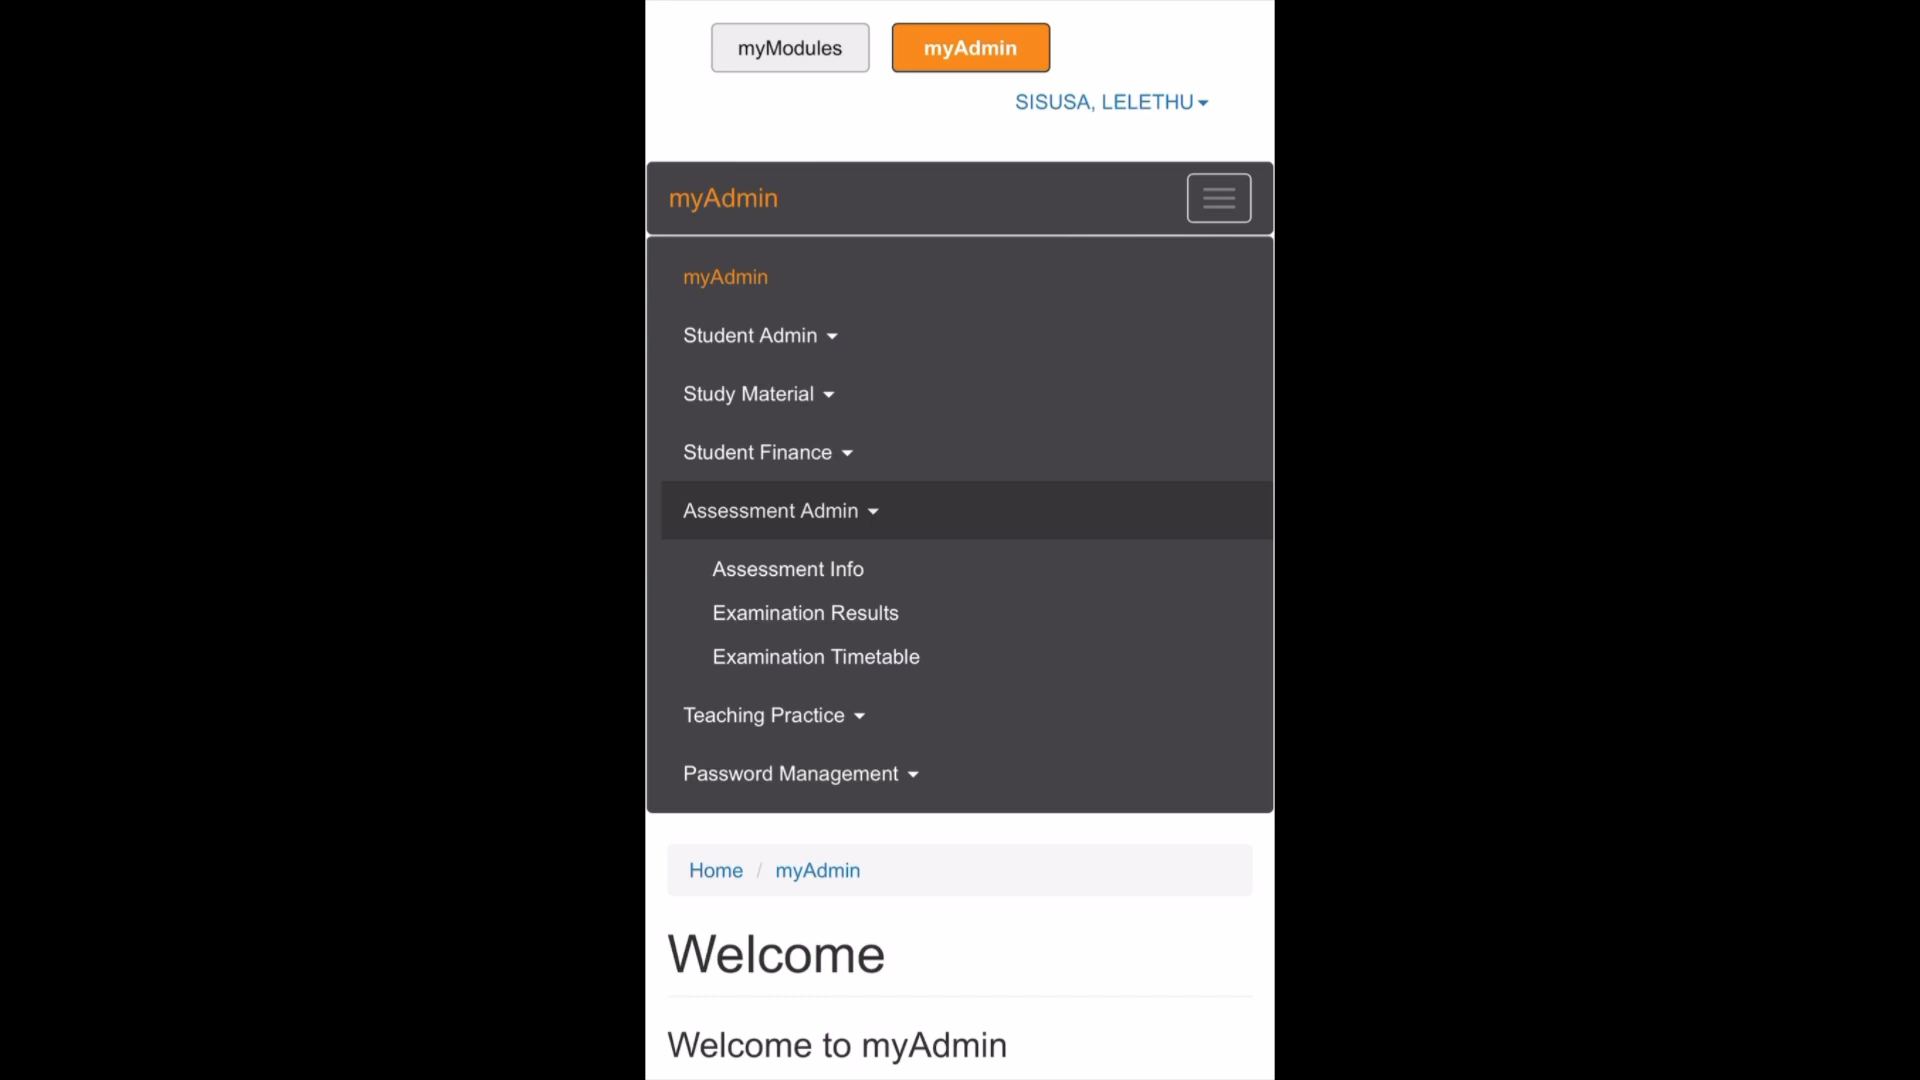 myModules
myAdmin
SISUSA, LELETHU
myAdmin
myAdmin
Student Admin
Study Material
Student Finance
Assessment Admin
Assessment Info
Examination Results
Examination Timetable
Teaching Practice
Password Management
Home / myAdmin
Welcome
Welcome to myAdmin